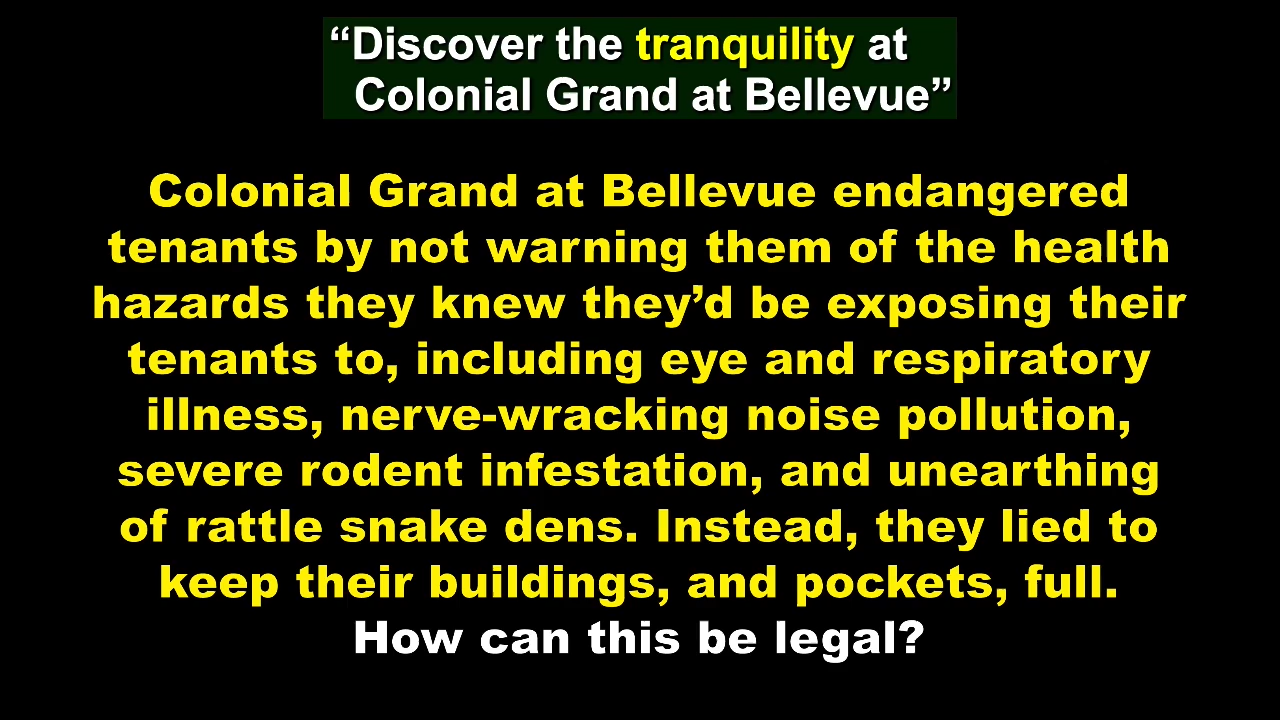 “Discover the tranquility at
Colonial Grand at Bellevue”
Colonial Grand at Bellevue endangered
tenants by not warning them of the health
hazards they knew they’d be exposing their
tenants to, including eye and respiratory
illness, nerve-wracking noise pollution,
severe rodent infestation, and unearthing
of rattle snake dens. Instead, they lied to
keep their buildings, and pockets, full.
How can this be legal?